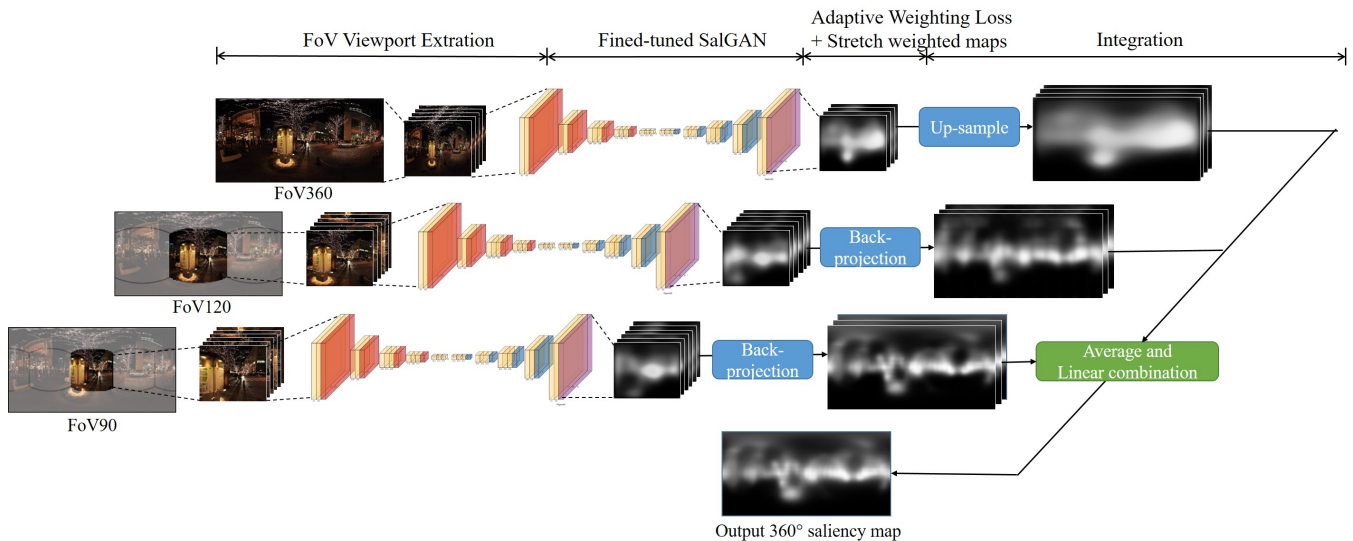 FoV Viewport Extration
Fined-tuned SalGAN
Adaptive Weighting Loss
+ Stretch weighted maps
Integration
Up-sample
FoV360
Back-
projection
FoV120
Back-
projection
Average and
Linear combination
FoV90
Output 360° saliency map